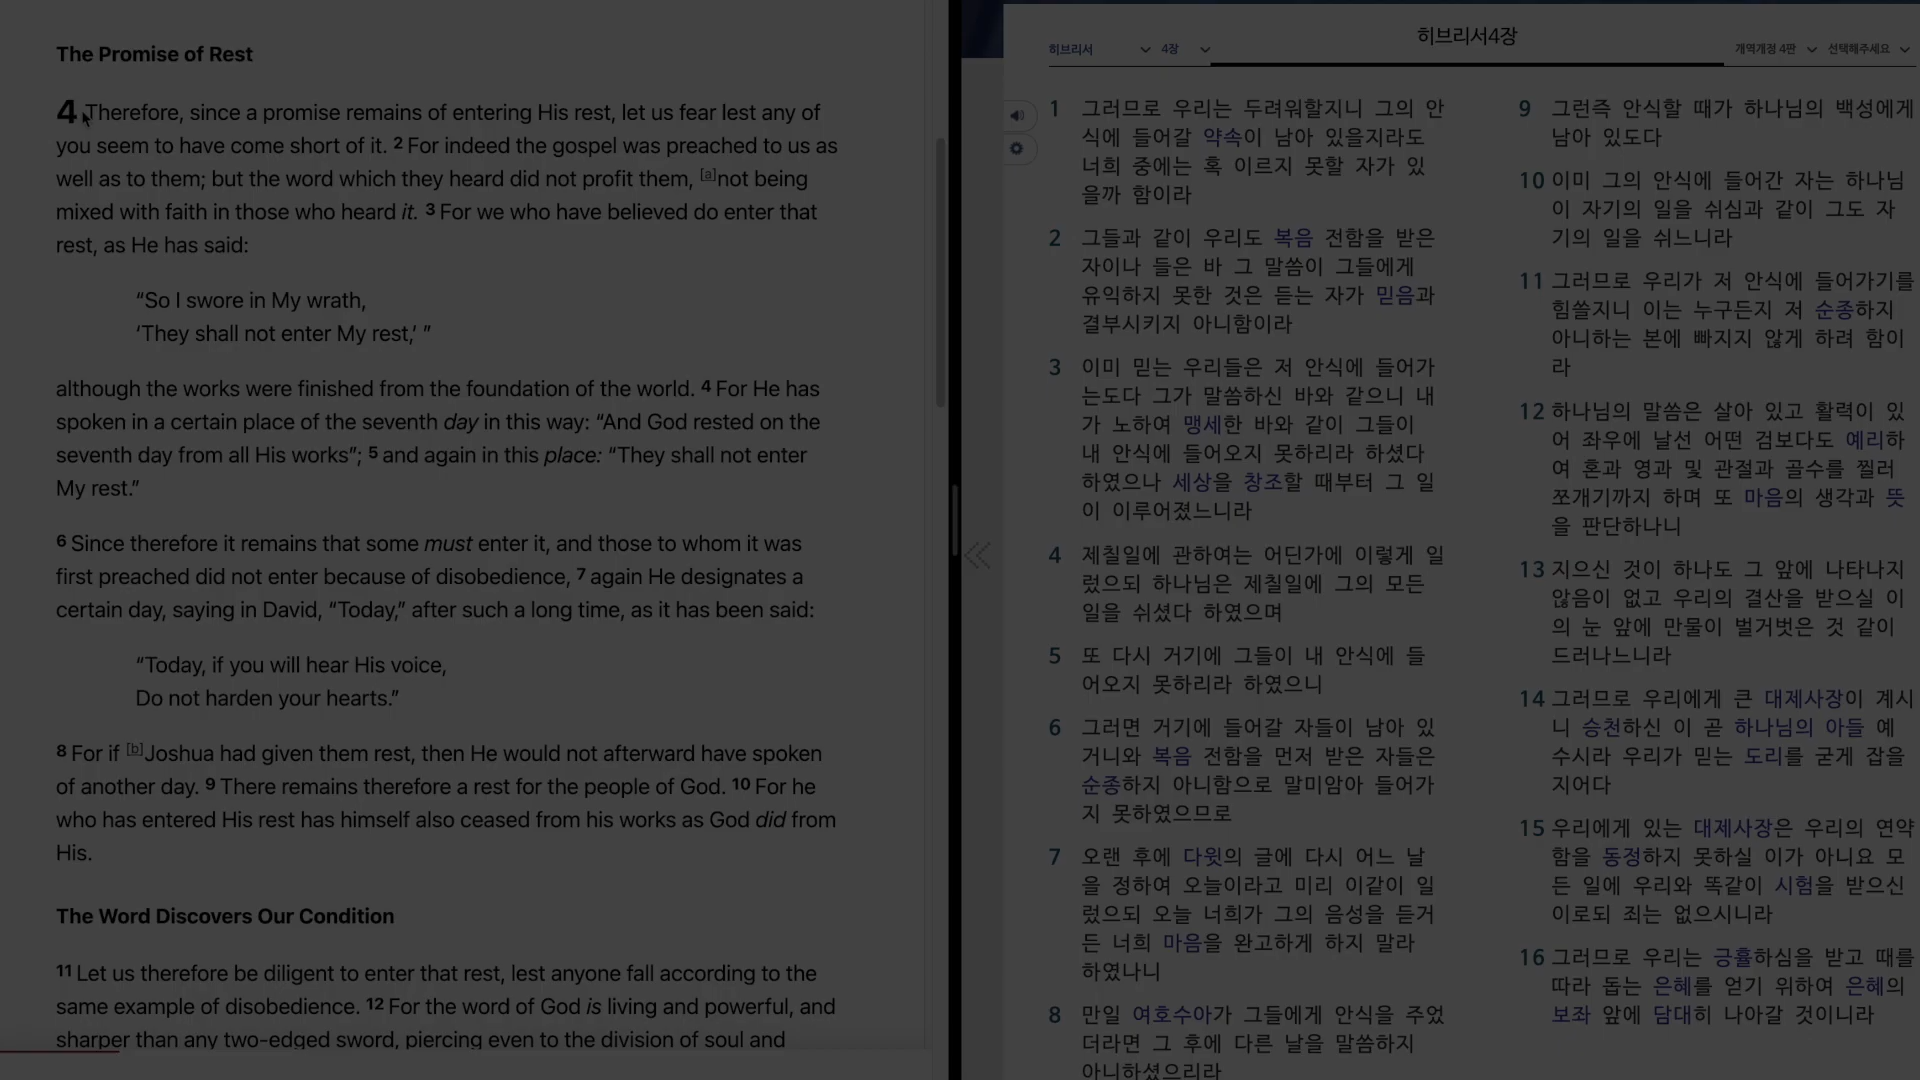 The Promise of Rest
4 Therefore, since a promise remains of entering His rest, let us fear lest any of
you seem to have come short of it. 2 For indeed the gospel was preached to us as
well as to them; but the word which they heard did not profit them, [a]not being
mixed with faith in those who heard it. 3 For we who have believed do enter that
rest, as He has said:
“So I swore in My wrath,
‘They shall not enter My rest,’ ”
although the works were finished from the foundation of the world. 4 For He has
spoken in a certain place of the seventh day in this way: “And God rested on the
seventh day from all His works”; 5 and again in this place: “They shall not enter
My rest.”
6 Since therefore it remains that some must enter it, and those to whom it was
first preached did not enter because of disobedience, 7 again He designates a
certain day, saying in David, “Today,” after such a long time, as it has been said:
“Today, if you will hear His voice,
Do not harden your hearts.”
8 For if [b]Joshua had given them rest, then He would not afterward have spoken
of another day. 9 There remains therefore a rest for the people of God. 10 For he
who has entered His rest has himself also ceased from his works as God did from
His.
The Word Discovers Our Condition
11 Let us therefore be diligent to enter that rest, lest anyone fall according to the
same example of disobedience. 12 For the word of God is living and powerful, and
sharper than any two-edged sword, piercing even to the division of soul and
히브리서 4장
히브리서4장
개역개정 4판 선택해주세요
1 그러므로 우리는 두려워할지니 그의 안
식에 들어갈 약속이 남아 있을지라도
너희 중에는 혹 이르지 못할 자가 있
을까 함이라
2 그들과 같이 우리도 복음 전함을 받은
자이나 들은 바 그 말씀이 그들에게
유익하지 못한 것은 듣는 자가 믿음과
결부시키지 아니함이라
3 이미 믿는 우리들은 저 안식에 들어가
는도다 그가 말씀하신 바와 같으니 내
가 노하여 맹세한 바와 같이 그들이
내 안식에 들어오지 못하리라 하셨다
하였으나 세상을 창조할 때부터 그 일
이 이루어졌느니라
4 제칠일에 관하여는 어딘가에 이렇게 일
렀으되 하나님은 제칠일에 그의 모든
일을 쉬셨다 하였으며
5 또 다시 거기에 그들이 내 안식에 들
어오지 못하리라 하였으니
6 그러면 거기에 들어갈 자들이 남아 있
거니와 복음 전함을 먼저 받은 자들은
순종하지 아니함으로 말미암아 들어가
지 못하였으므로
7 오랜 후에 다윗의 글에 다시 어느 날
을 정하여 오늘이라고 미리 이같이 일
렀으되 오늘 너희가 그의 음성을 듣거
든 너희 마음을 완고하게 하지 말라
하였나니
8 만일 여호수아가 그들에게 안식을 주었
더라면 그 후에 다른 날을 말씀하지
아니하셨으리라
9 그런즉 안식할 때가 하나님의 백성에게
남아 있도다
10 이미 그의 안식에 들어간 자는 하나님
이 자기의 일을 쉬심과 같이 그도 자
기의 일을 쉬느니라
11 그러므로 우리가 저 안식에 들어가기를
힘쓸지니 이는 누구든지 저 순종하지
아니하는 본에 빠지지 않게 하려 함이
라
12 하나님의 말씀은 살아 있고 활력이 있
어 좌우에 날선 어떤 검보다도 예리하
여 혼과 영과 및 관절과 골수를 찔러
쪼개기까지 하며 또 마음의 생각과 뜻
을 판단하나니
13 지으신 것이 하나도 그 앞에 나타나지
않음이 없고 우리의 결산을 받으실 이
의 눈 앞에 만물이 벌거벗은 것 같이
드러나느니라
14 그러므로 우리에게 큰 대제사장이 계시
니 승천하신 이 곧 하나님의 아들 예
수시라 우리가 믿는 도리를 굳게 잡을
지어다
15 우리에게 있는 대제사장은 우리의 연약
함을 동정하지 못하실 이가 아니요 모
든 일에 우리와 똑같이 시험을 받으신
이로되 죄는 없으시니라
16 그러므로 우리는 긍휼하심을 받고 때를
따라 돕는 은혜를 얻기 위하여 은혜의
보좌 앞에 담대히 나아갈 것이니라